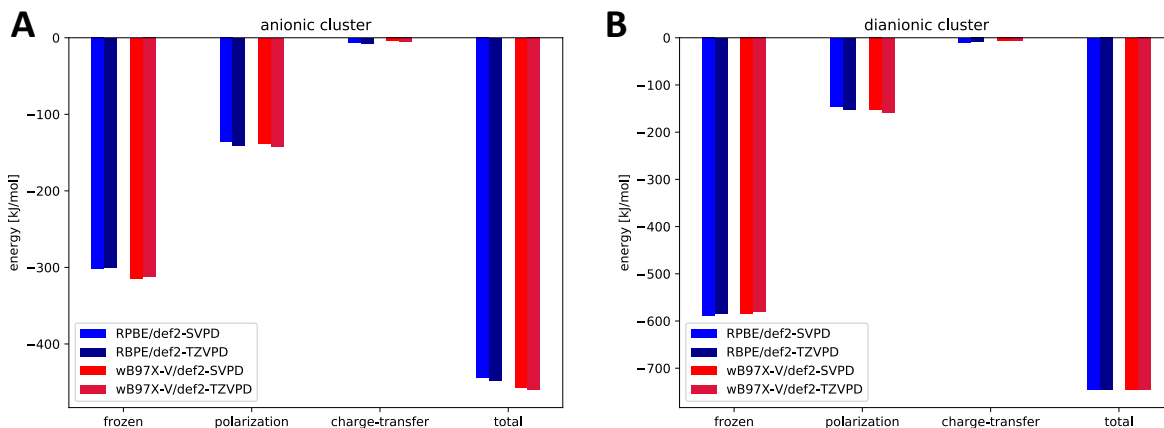 A
anionic cluster
energy [kJ/mol]
0
−100
−200
−300
−400
RPBE/def2-SVPD
RBPE/def2-TZVPD
wB97X-V/def2-SVPD
wB97X-V/def2-TZVPD
frozen
polarization
charge-transfer
total
B
dianionic cluster
energy [kJ/mol]
0
−100
−200
−300
−400
−500
−600
−700
RPBE/def2-SVPD
RBPE/def2-TZVPD
wB97X-V/def2-SVPD
wB97X-V/def2-TZVPD
frozen
polarization
charge-transfer
total